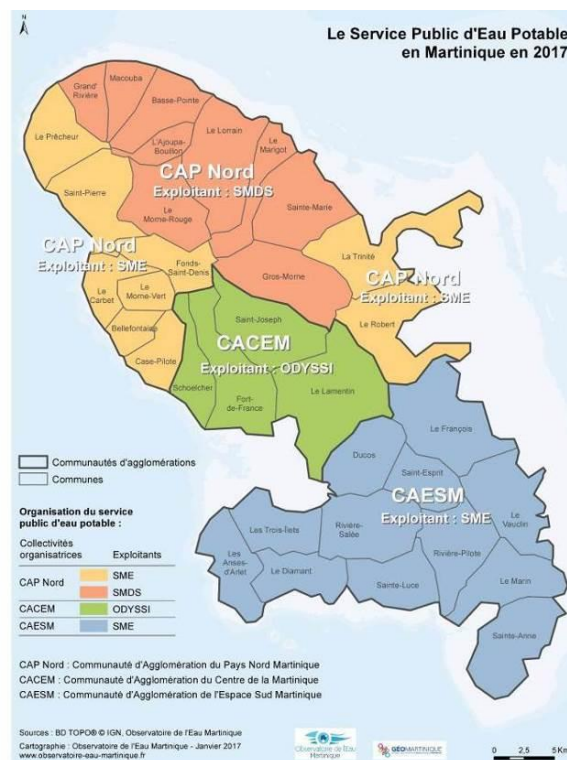 N
Le Service Public d'Eau Potable
en Martinique en 2017
Macouba
Grand'
Rivière
Basse-Pointe
Le Prêcheur
L'Ajoupa-
Bouillon
Le Lorrain
Le
Marigot
CAP Nord
Exploitant : SMDS
Saint-Pierre
Le
Morne-Rouge
Sainte-Marie
CAP Nord
Exploitant : SME
Fonds-
Saint-Denis
Le
Carbet
Le
Morne-Vert
Gros-Morne
La Trinité
CAP Nord
Exploitant : SME
Bellefontaine
Case-Pilote
Saint-Joseph
Le Robert
CACEM
Exploitant : ODYSSI
Schoelcher
Fort-
de-France
Le Lamentin
Le François
Ducos
Saint-Esprit
CAESM
Exploitant : SME
Le
Vauclin
Les Trois-Îlets
Rivière-
Salée
Rivière-Pilote
Les
Anses-
d'Arlet
Le Diamant
Sainte-Luce
Le Marin
Sainte-Anne
Communautés d'agglomérations
Communes
Organisation du service
public d'eau potable :
Collectivités
organisatrices
Exploitants
CAP Nord
SME
SMDS
CACEM
ODYSSI
CAESM
SME
CAP Nord : Communauté d'Agglomération du Pays Nord Martinique
CACEM : Communauté d'Agglomération du Centre de la Martinique
CAESM : Communauté d'Agglomération de l'Espace Sud Martinique
Sources : BD TOPO® © IGN, Observatoire de l'Eau Martinique
Cartographie : Observatoire de l'Eau Martinique - Janvier 2017
www.observatoire-eau-martinique.fr
Observatoire de l'Eau
Martinique
GÉOMARTINIQUE
0 2,5 5 Km